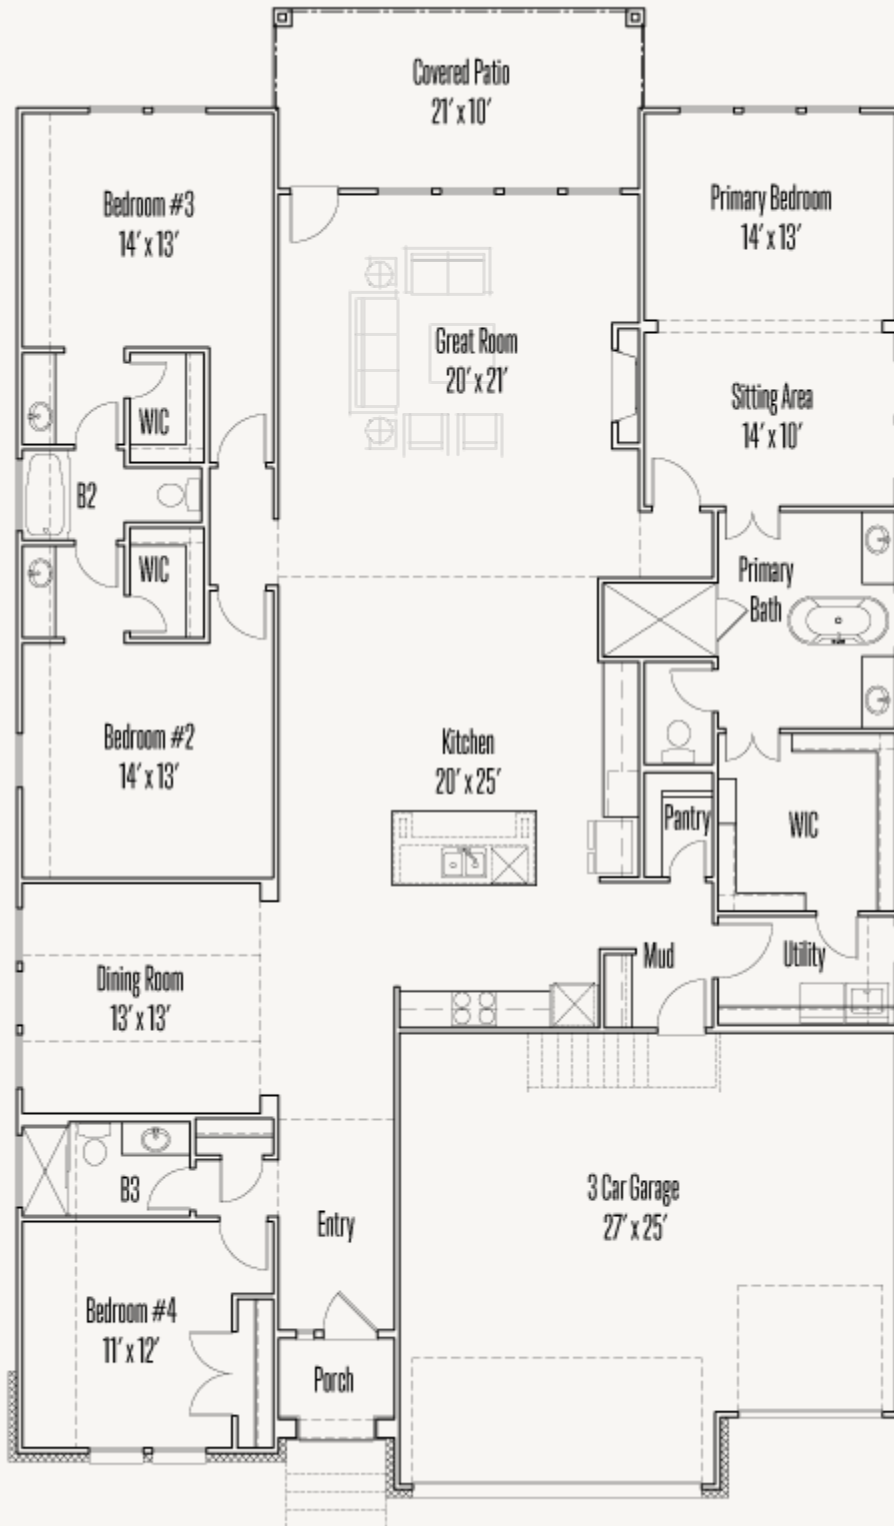 Covered Patio
21′ x 10′
Bedroom #3
14′ x 13′
Primary Bedroom
14′ x 13′
Great Room
20′ x 21′
Sitting Area
14′ x 10′
WIC
B2
WIC
Primary
Bath
Bedroom #2
14′ x 13′
Kitchen
20′ x 25′
Pantry
WIC
Dining Room
13′ x 13′
Mud
Utility
B3
Entry
3 Car Garage
27′ x 25′
Bedroom #4
11′ x 12′
Porch